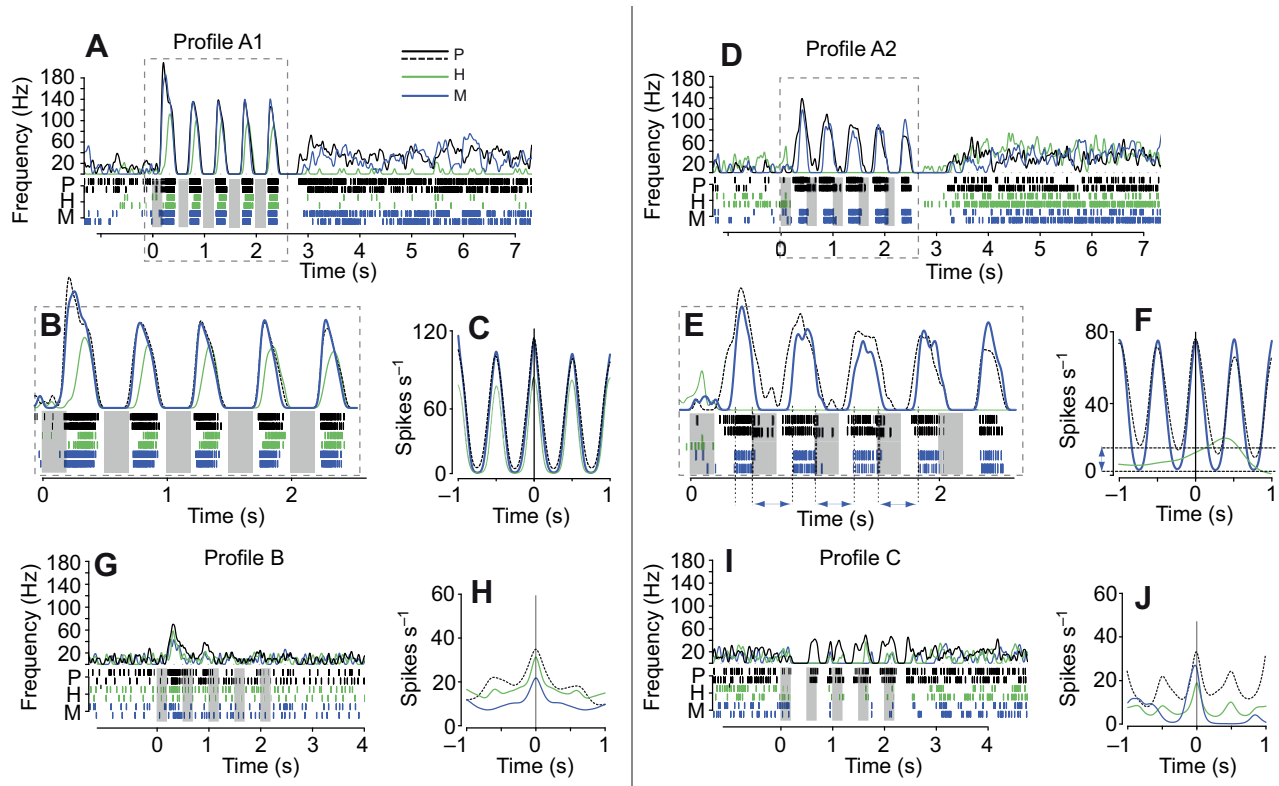 A Profile A1
P
H
M
Frequency (Hz)
180
140
100
60
20
P
H
M
0 1 2 3 4 5 6 7
Time (s)
D Profile A2
Frequency (Hz)
180
140
100
60
20
P
H
M
0 1 2 3 4 5 6 7
Time (s)
B
0 1 2
Time (s)
C
Spikes s⁻¹
120
60
0
–1 0 1
Time (s)
E
0 2
Time (s)
F
Spikes s⁻¹
80
40
0
–1 0 1
Time (s)
G Profile B
Frequency (Hz)
180
140
100
60
20
P
H
M
0 1 2 3 4
Time (s)
H
Spikes s⁻¹
60
40
20
0
–1 0 1
Time (s)
I Profile C
Frequency (Hz)
180
140
100
60
20
P
H
M
0 1 2 3 4
Time (s)
J
Spikes s⁻¹
60
40
20
0
–1 0 1
Time (s)